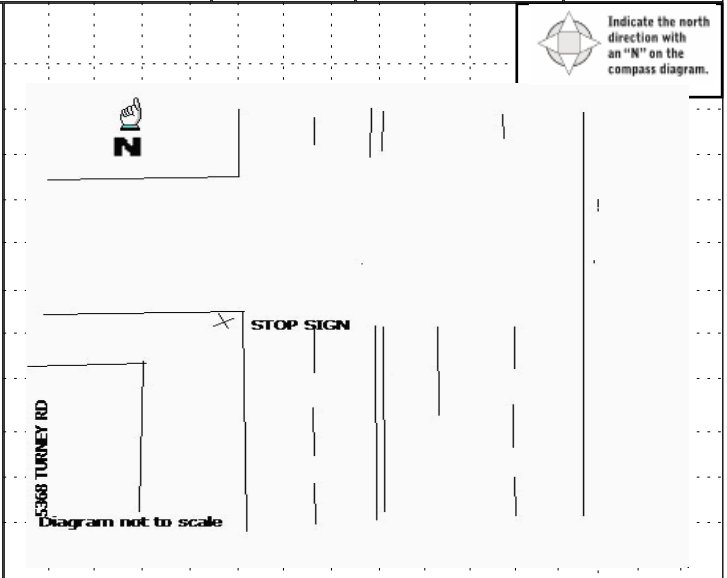 Indicate the north
direction with
an “N” on the
compass diagram.
N
STOP SIGN
5368 TURNEY RD
Diagram not to scale